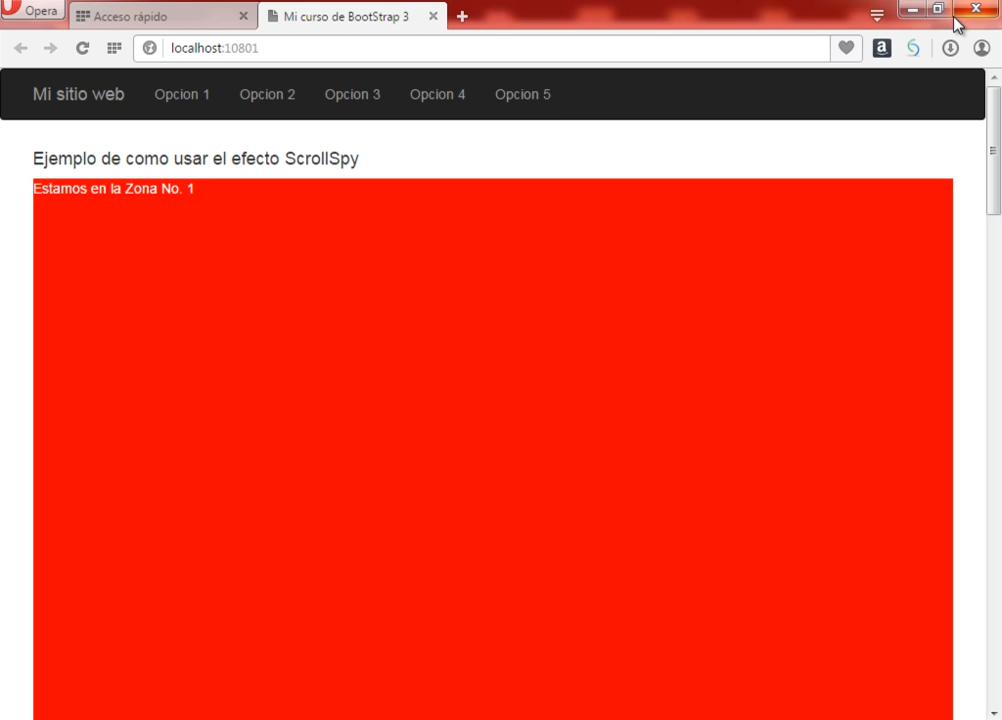 Opera
Acceso rápido
Mi curso de BootStrap 3
localhost:10801
Mi sitio web Opcion 1 Opcion 2 Opcion 3 Opcion 4 Opcion 5
Ejemplo de como usar el efecto ScrollSpy
Estamos en la Zona No. 1